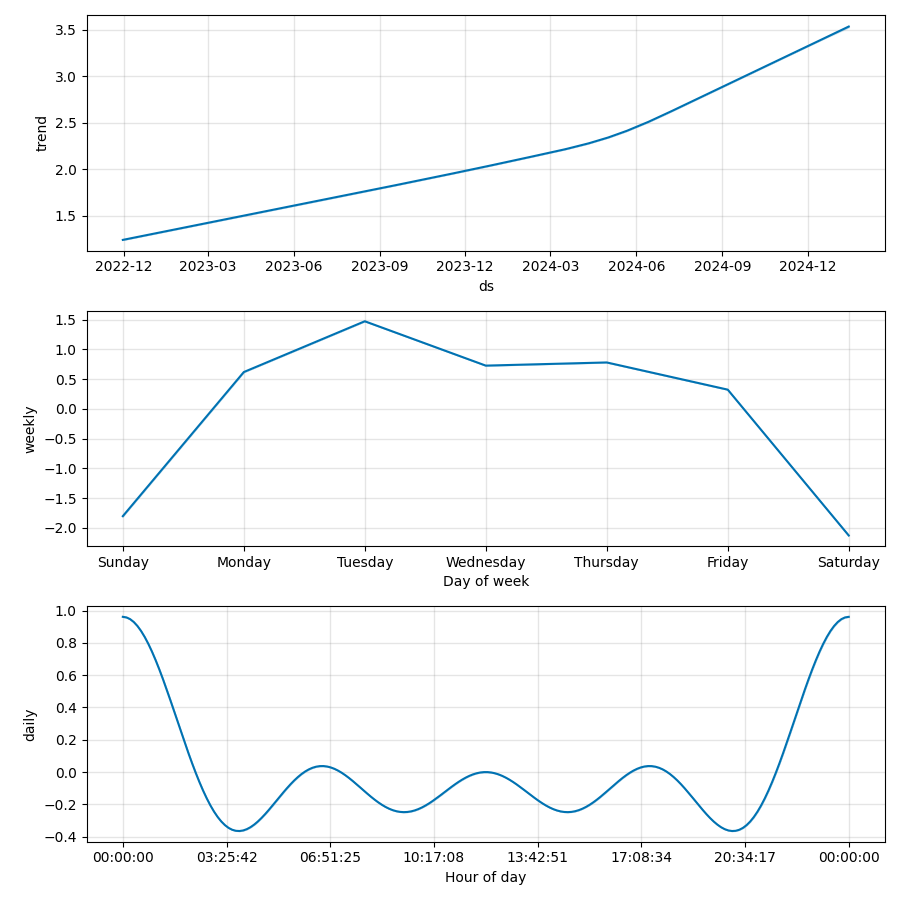 3.5
3.0
2.5
2.0
1.5
trend
2022-12 2023-03 2023-06 2023-09 2023-12 2024-03 2024-06 2024-09 2024-12
ds
1.5
1.0
0.5
0.0
−0.5
−1.0
−1.5
−2.0
weekly
Sunday Monday Tuesday Wednesday Thursday Friday Saturday
Day of week
1.0
0.8
0.6
0.4
0.2
0.0
−0.2
−0.4
daily
00:00:00 03:25:42 06:51:25 10:17:08 13:42:51 17:08:34 20:34:17 00:00:00
Hour of day